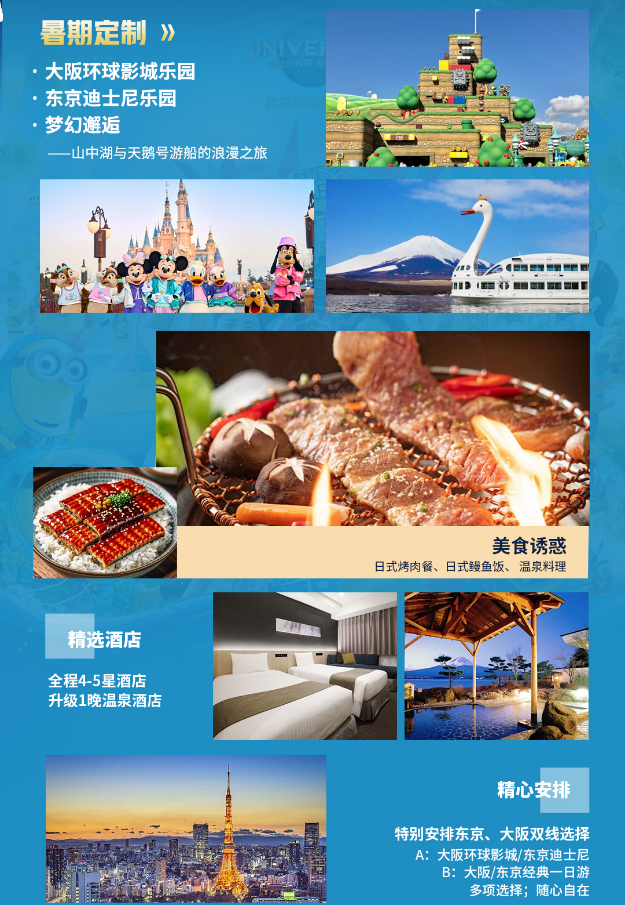 暑期定制 »
· 大阪环球影城乐园
· 东京迪士尼乐园
· 梦幻邂逅
——山中湖与天鹅号游船的浪漫之旅
美食诱惑
日式烤肉餐、日式鳗鱼饭、 温泉料理
精选酒店
全程4-5星酒店
升级1晚温泉酒店
精心安排
特别安排东京、大阪双线选择
A：大阪环球影城/东京迪士尼
B：大阪/东京经典一日游
多项选择；随心自在